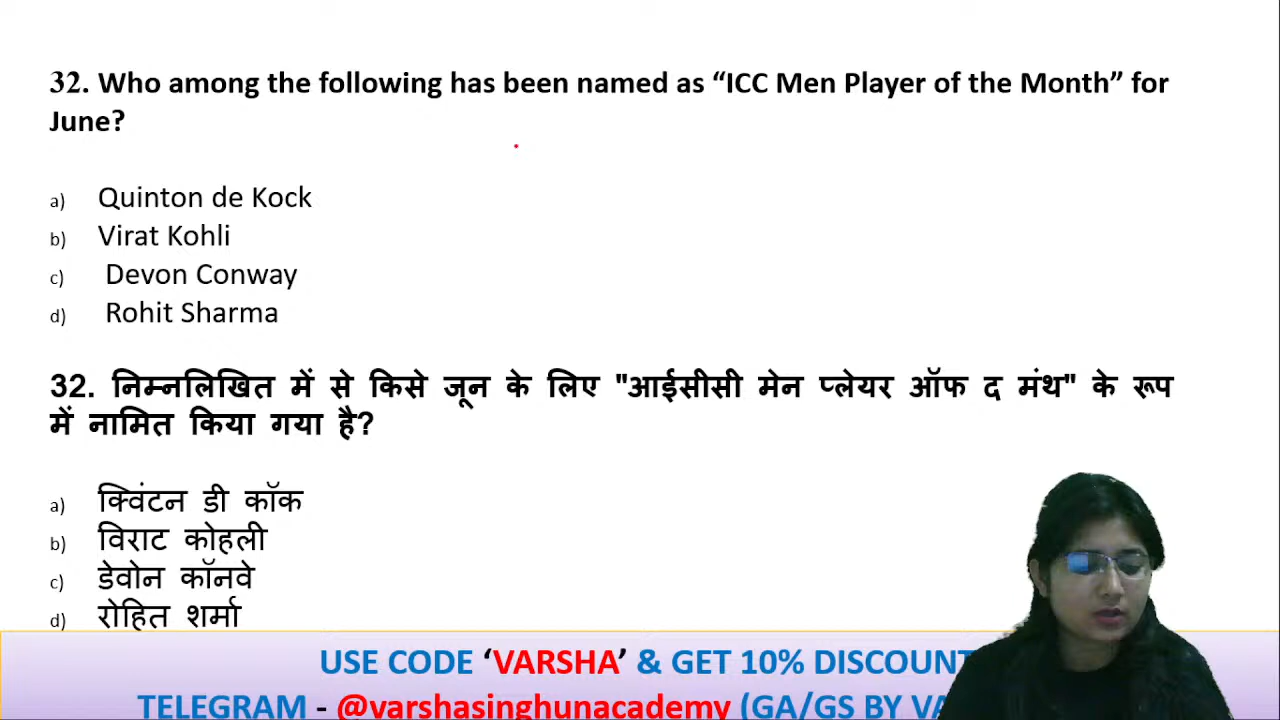 32. Who among the following has been named as “ICC Men Player of the Month” for
June?
a) Quinton de Kock
b) Virat Kohli
c) Devon Conway
d) Rohit Sharma
32. निम्नलिखित में से किसे जून के लिए "आईसीसी मेन प्लेयर ऑफ द मंथ" के रूप
में नामित किया गया है?
a) क्विंटन डी कॉक
b) विराट कोहली
c) डेवोन कॉनवे
d) रोहित शर्मा
USE CODE ‘VARSHA’ & GET 10% DISCOUNT
TELEGRAM - @varshasinghunacademy (GA/GS BY